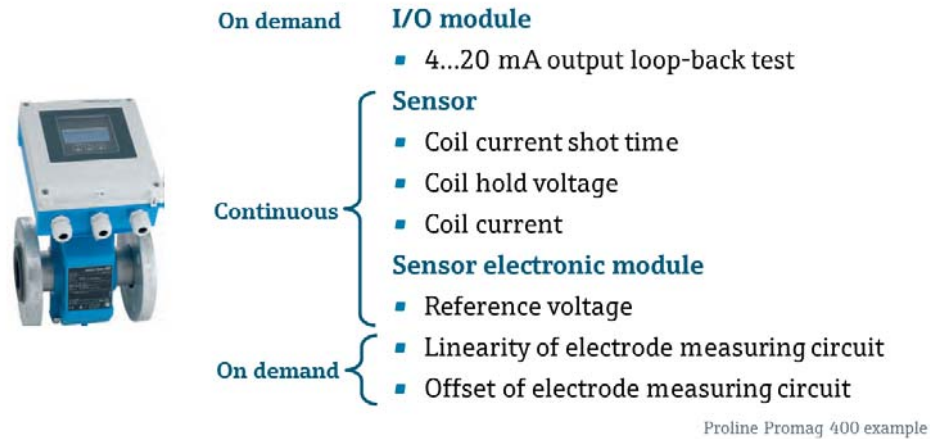 On demand
I/O module
4...20 mA output loop-back test
Sensor
Coil current shot time
Coil hold voltage
Continuous
Coil current
Sensor electronic module
Reference voltage
On demand
Linearity of electrode measuring circuit
Offset of electrode measuring circuit
Proline Promag 400 example